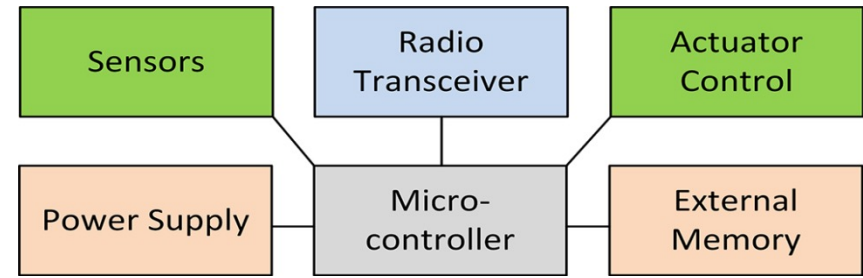 Sensors
Radio
Transceiver
Actuator
Control
Power Supply
Micro-
controller
External
Memory